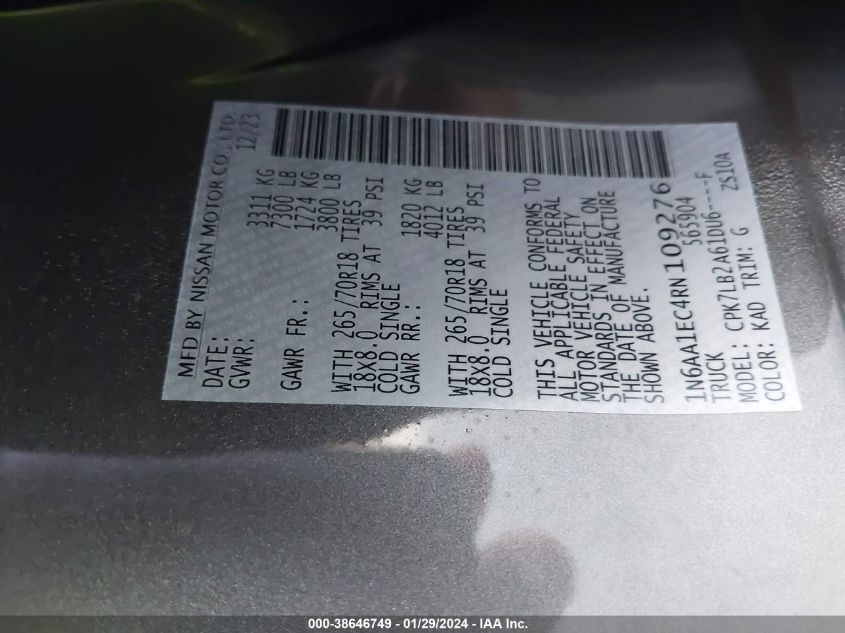 MFD BY NISSAN MOTOR CO., LTD
DATE: 12/23
GVWR: 3311 KG
7300 LB
GAWR FR.: 1724 KG
3800 LB
WITH 265/70R18 TIRES
18X8.0 RIMS AT 39 PSI
COLD SINGLE
GAWR RR.: 1820 KG
4012 LB
WITH 265/70R18 TIRES
18X8.0 RIMS AT 39 PSI
COLD SINGLE
THIS VEHICLE CONFORMS TO
ALL APPLICABLE FEDERAL
MOTOR VEHICLE SAFETY
STANDARDS IN EFFECT ON
THE DATE OF MANUFACTURE
SHOWN ABOVE.
1N6AA1EC4RN109276
TRUCK 565904
MODEL: CPK7LB2A61DU6----F
COLOR: KAD TRIM: G ZS10A
000-38646749 — 01/29/2024 - IAA Inc.